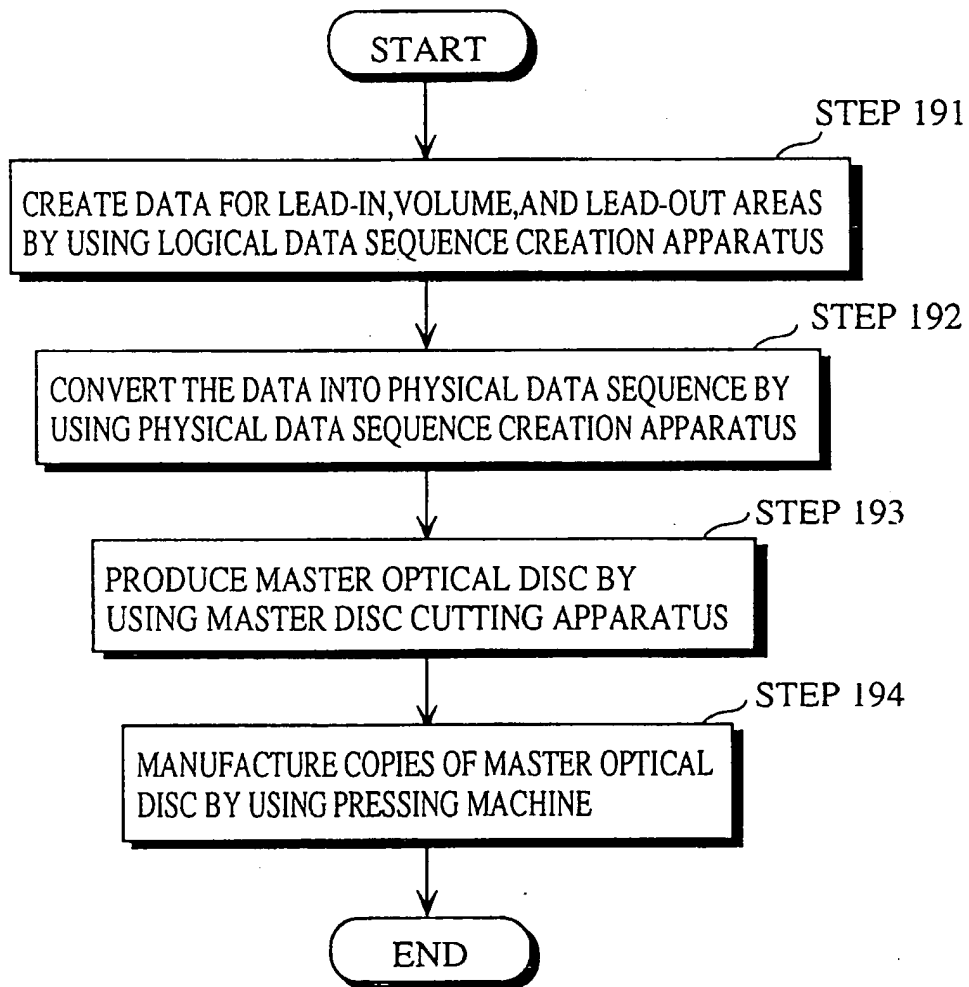 START
STEP 191
CREATE DATA FOR LEAD-IN,VOLUME,AND LEAD-OUT AREAS
BY USING LOGICAL DATA SEQUENCE CREATION APPARATUS
STEP 192
CONVERT THE DATA INTO PHYSICAL DATA SEQUENCE BY
USING PHYSICAL DATA SEQUENCE CREATION APPARATUS
STEP 193
PRODUCE MASTER OPTICAL DISC BY
USING MASTER DISC CUTTING APPARATUS
STEP 194
MANUFACTURE COPIES OF MASTER OPTICAL
DISC BY USING PRESSING MACHINE
END